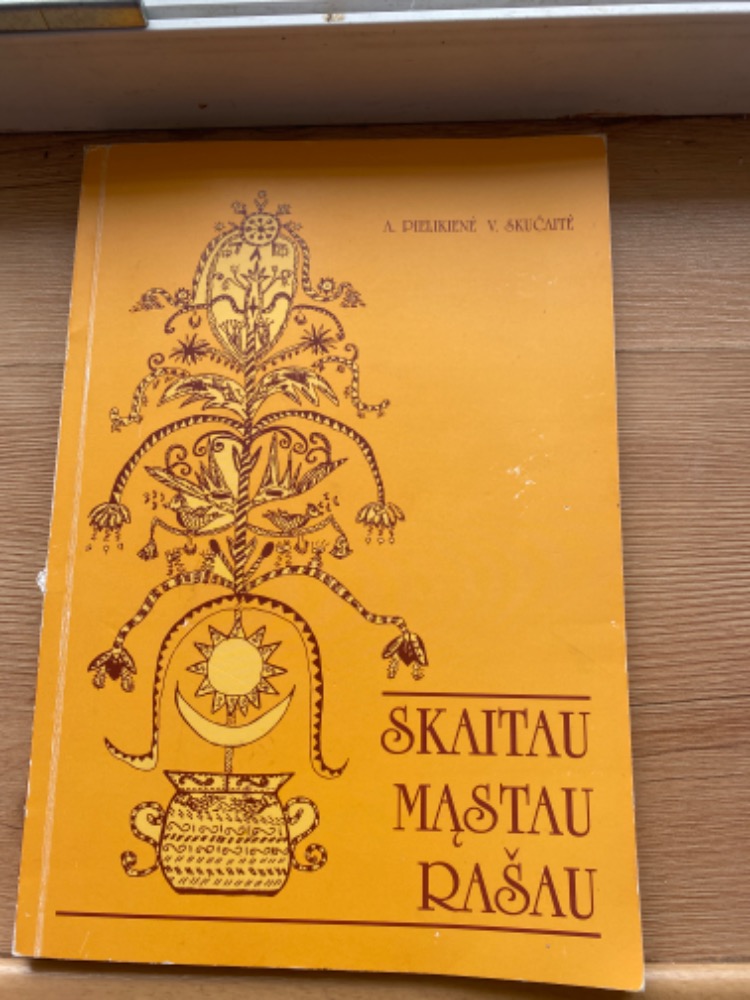 A. PIELIKIENĖ V. SKUČAITĖ
SKAITAU
MĄSTAU
RAŠAU